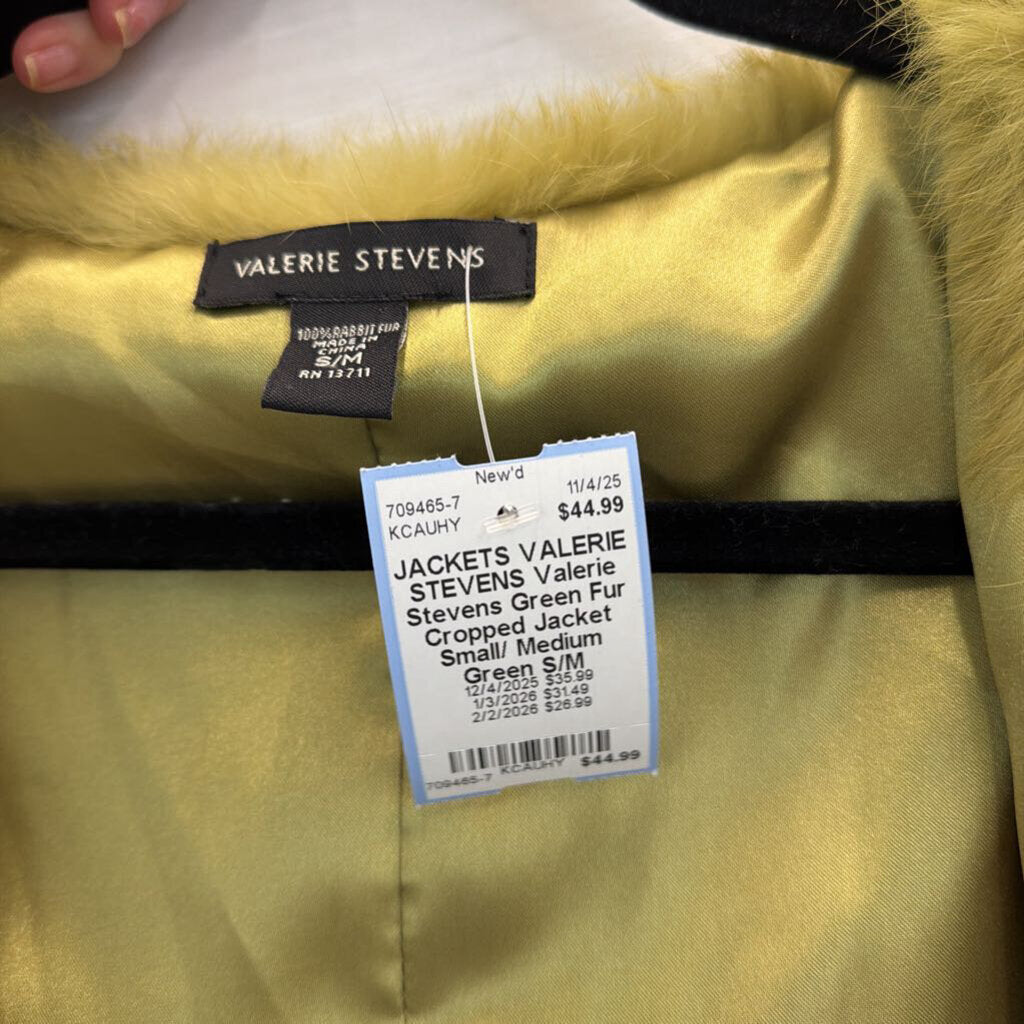 VALERIE STEVENS
100% RABBIT FUR
MADE IN
CHINA
S/M
RN 13711
New'd
709465-7
11/4/25
KCAUHY
$44.99
JACKETS VALERIE
STEVENS Valerie
Stevens Green Fur
Cropped Jacket
Small/ Medium
Green S/M
12/4/2025 $35.99
1/3/2026 $31.49
2/2/2026 $26.99
709465-7 KCAUHY $44.99